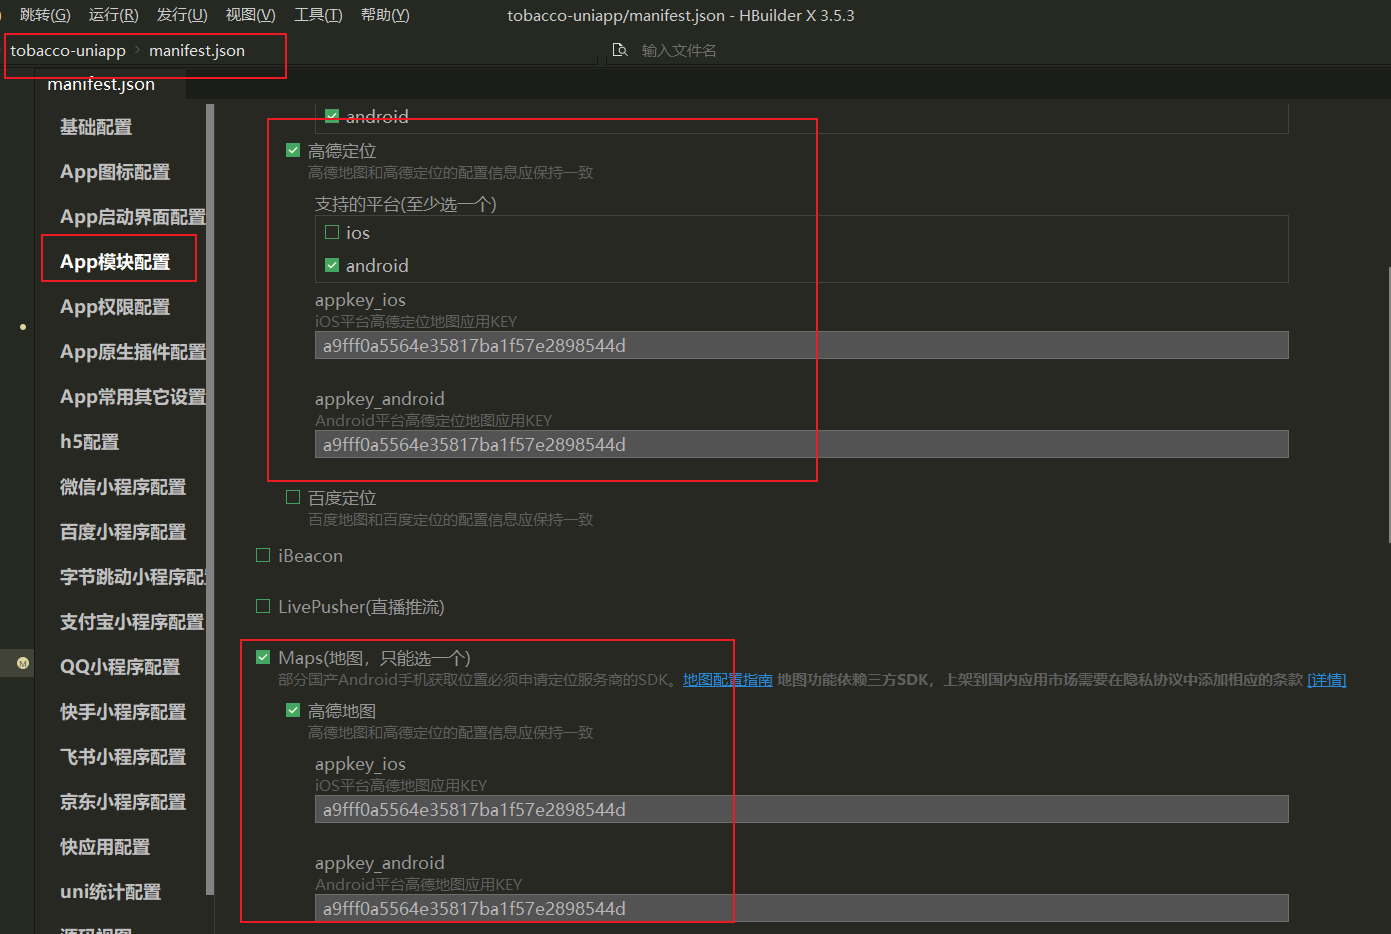 跳转(G) 运行(R) 发行(U) 视图(V) 工具(T) 帮助(Y) tobacco-uniapp/manifest.json - HBuilder X 3.5.3
tobacco-uniapp > manifest.json 输入文件名
manifest.json
基础配置
App图标配置
App启动界面配置
App模块配置
App权限配置
App原生插件配置
App常用其它设置
h5配置
微信小程序配置
百度小程序配置
字节跳动小程序配
支付宝小程序配置
QQ小程序配置
快手小程序配置
飞书小程序配置
京东小程序配置
快应用配置
uni统计配置
源码视图
M
android
高德定位
高德地图和高德定位的配置信息应保持一致
支持的平台(至少选一个)
ios
android
appkey_ios
iOS平台高德定位地图应用KEY
a9fff0a5564e35817ba1f57e2898544d
appkey_android
Android平台高德定位地图应用KEY
a9fff0a5564e35817ba1f57e2898544d
百度定位
百度地图和百度定位的配置信息应保持一致
iBeacon
LivePusher(直播推流)
Maps(地图，只能选一个)
部分国产Android手机获取位置必须申请定位服务商的SDK。地图配置指南 地图功能依赖三方SDK，上架到国内应用市场需要在隐私协议中添加相应的条款 [详情]
高德地图
高德地图和高德定位的配置信息应保持一致
appkey_ios
iOS平台高德地图应用KEY
a9fff0a5564e35817ba1f57e2898544d
appkey_android
Android平台高德地图应用KEY
a9fff0a5564e35817ba1f57e2898544d